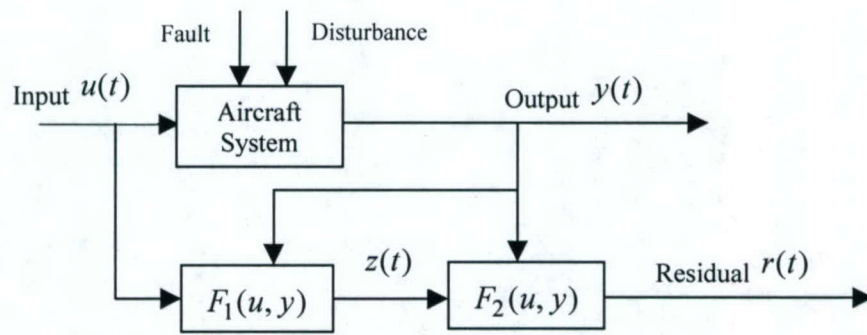 Fault
Disturbance
Input u(t)
Aircraft
System
Output y(t)
z(t)
F₁(u, y)
F₂(u, y)
Residual r(t)